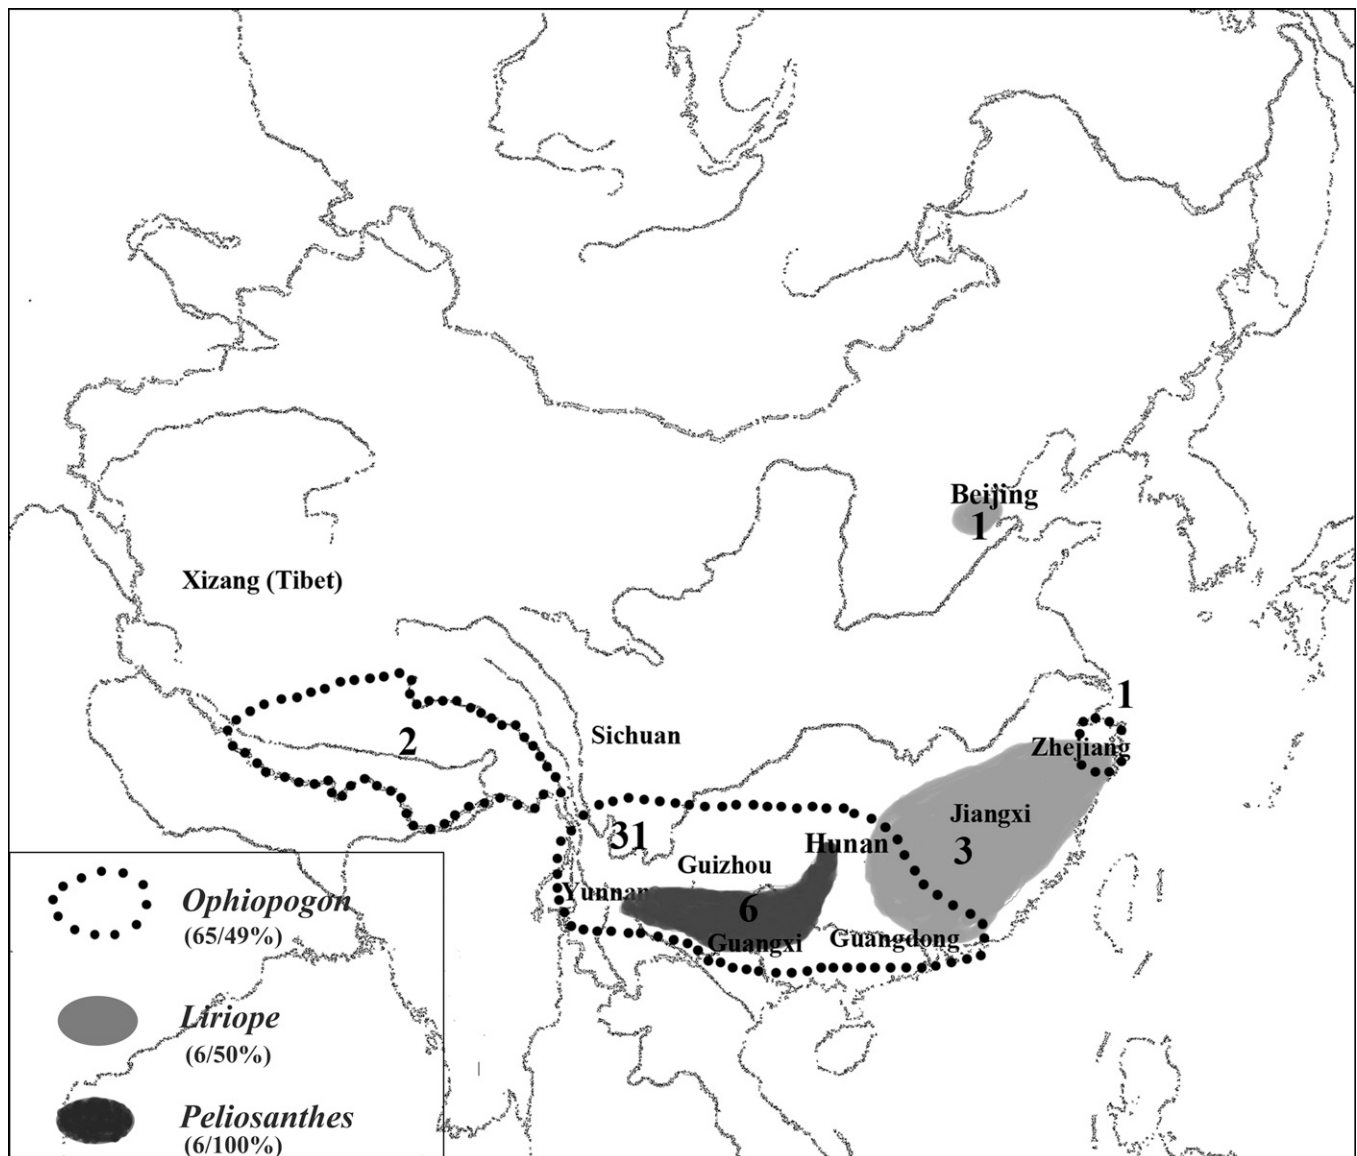 Beijing
1
Xizang (Tibet)
1
2
Sichuan
Zhejiang
Jiangxi
31
Hunan
3
Guizhou
Yunnan
6
Guangxi
Guangdong
Ophiopogon
(65/49%)
Liriope
(6/50%)
Peliosanthes
(6/100%)